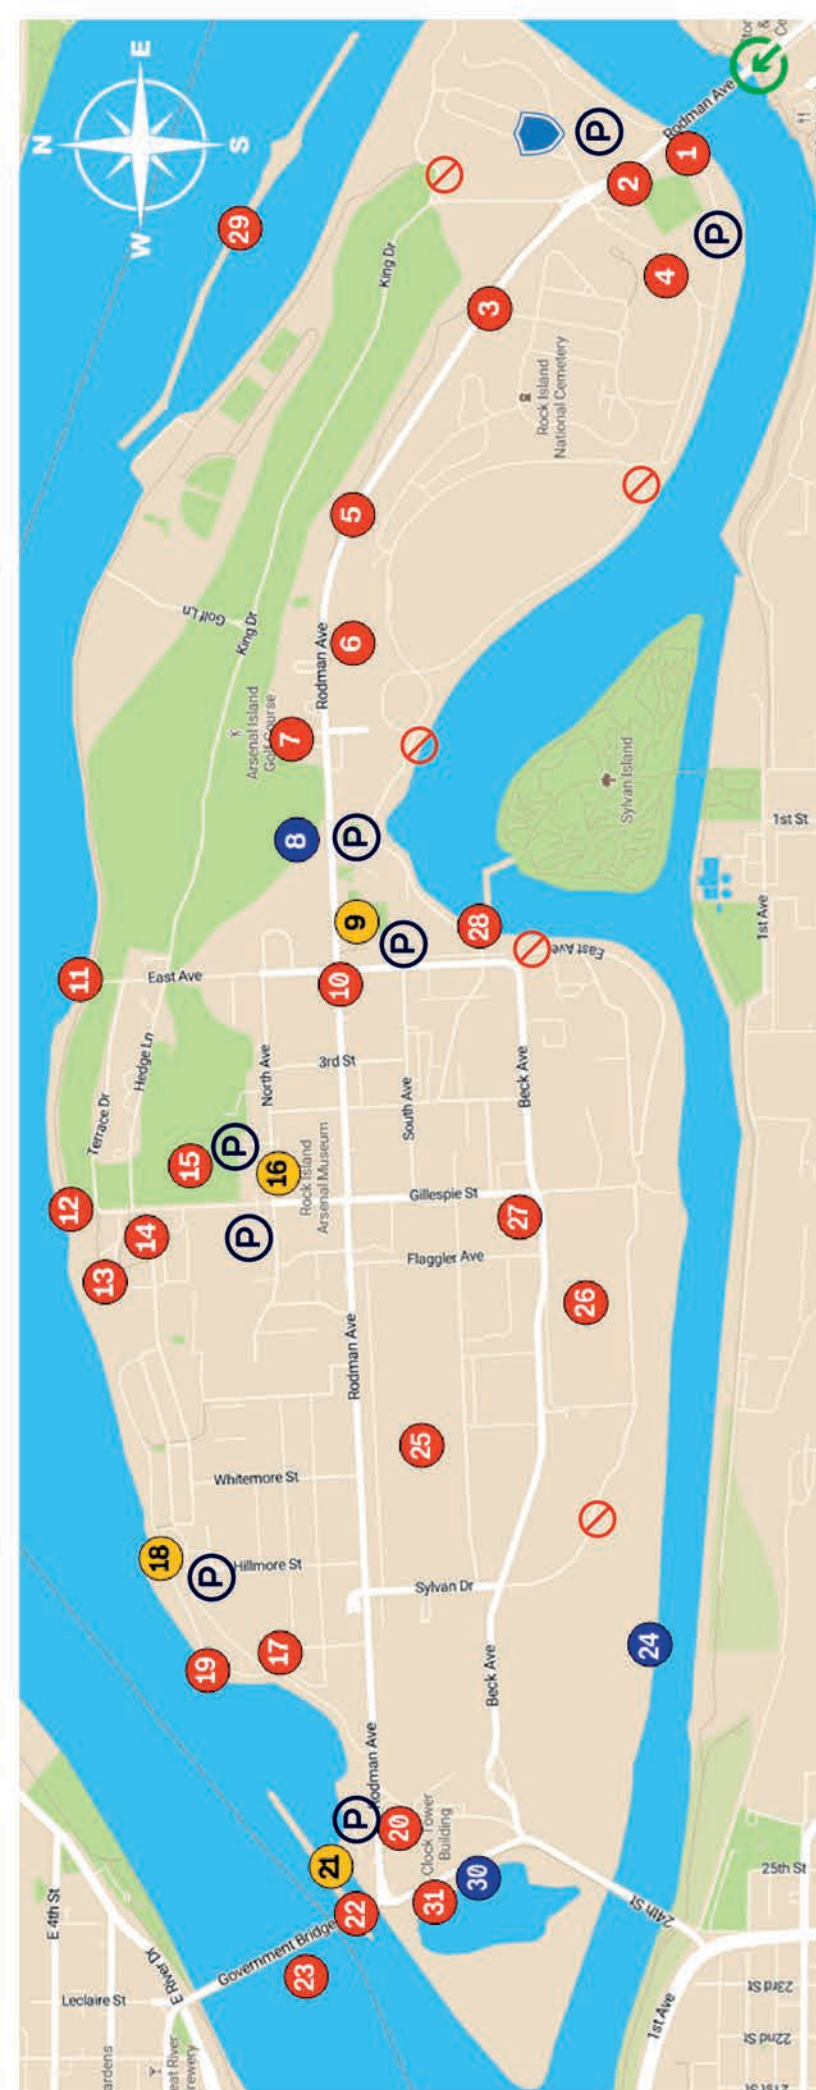 E
N
S
W
Rodman Ave
P
1
2
P
4
29
King Dr
3
Rock Island
National Cemetery
5
Golf Ln
King Dr
Rodman Ave
6
Arsenal Island
Golf Course
7
8
P
Sylvan Island
1st St
9
P
28
East Ave
1st Ave
11
East Ave
10
Hedge Ln
Terrace Dr
North Ave
3rd St
South Ave
Beck Ave
15
P
16
Rock Island
Arsenal Museum
12
Gillespie St
27
14
P
13
Flaggler Ave
26
Rodman Ave
25
Whitemore St
18
P
Hillmore St
Sylvan Dr
19
17
24
Beck Ave
Rodman Ave
P
20
Clock Tower
Building
21
30
31
22
25th St
24th St
Government Bridge
23
E 4th St
E River Dr
Leclaire St
1st Ave
23rd St
22nd St
21st St